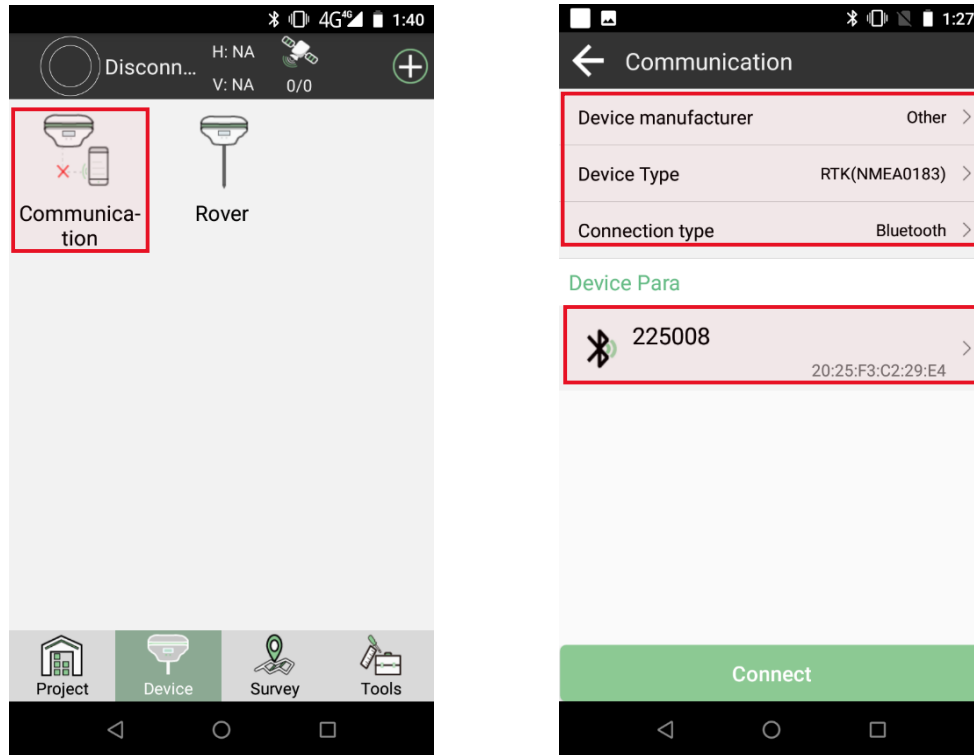 4G 4G 1:40
Disconn...
H: NA
V: NA
0/0
Communica-
tion
Rover
Project
Device
Survey
Tools
1:27
Communication
Device manufacturer Other
Device Type RTK(NMEA0183)
Connection type Bluetooth
Device Para
225008
20:25:F3:C2:29:E4
Connect